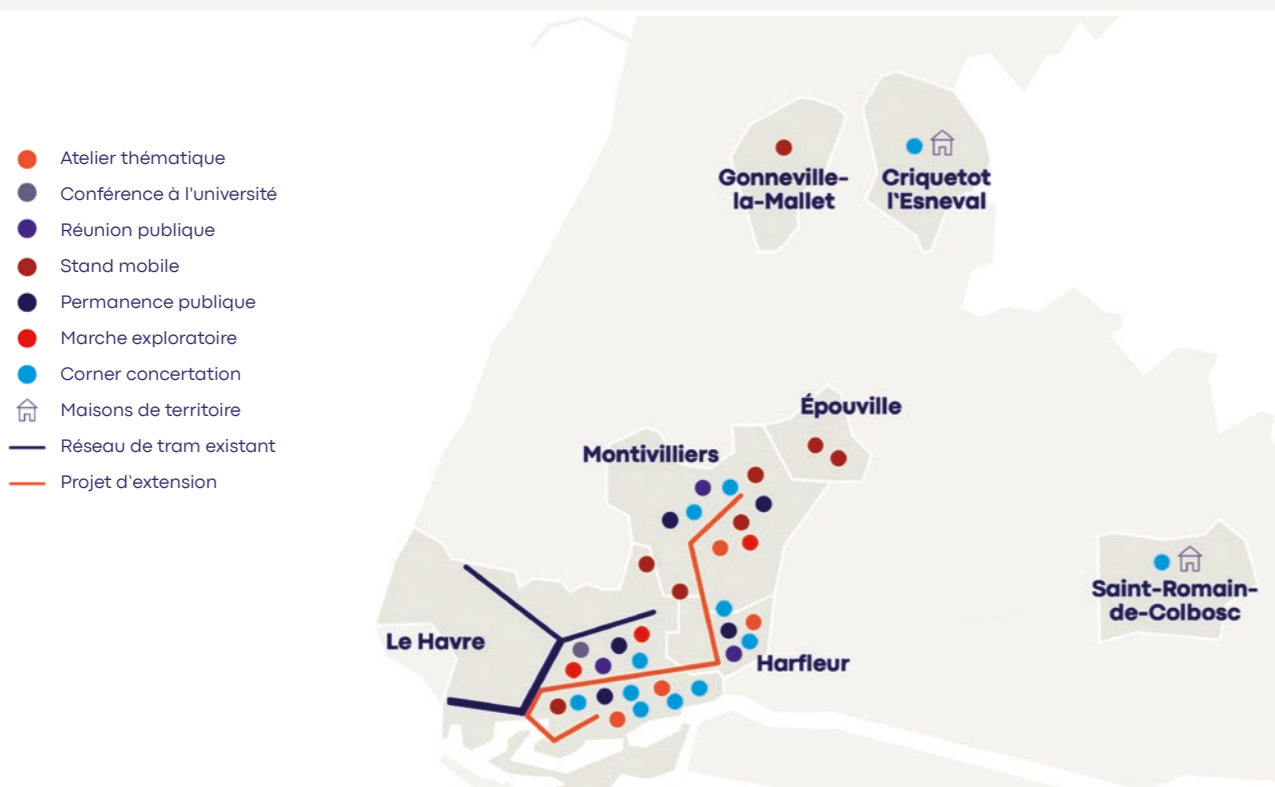 Atelier thématique
Conférence à l'université
Réunion publique
Stand mobile
Permanence publique
Marche exploratoire
Corner concertation
Maisons de territoire
Réseau de tram existant
Projet d'extension
Gonneville-
la-Mallet
Criquetot
l'Esneval
Épouville
Montivilliers
Saint-Romain-
de-Colbosc
Le Havre
Harfleur